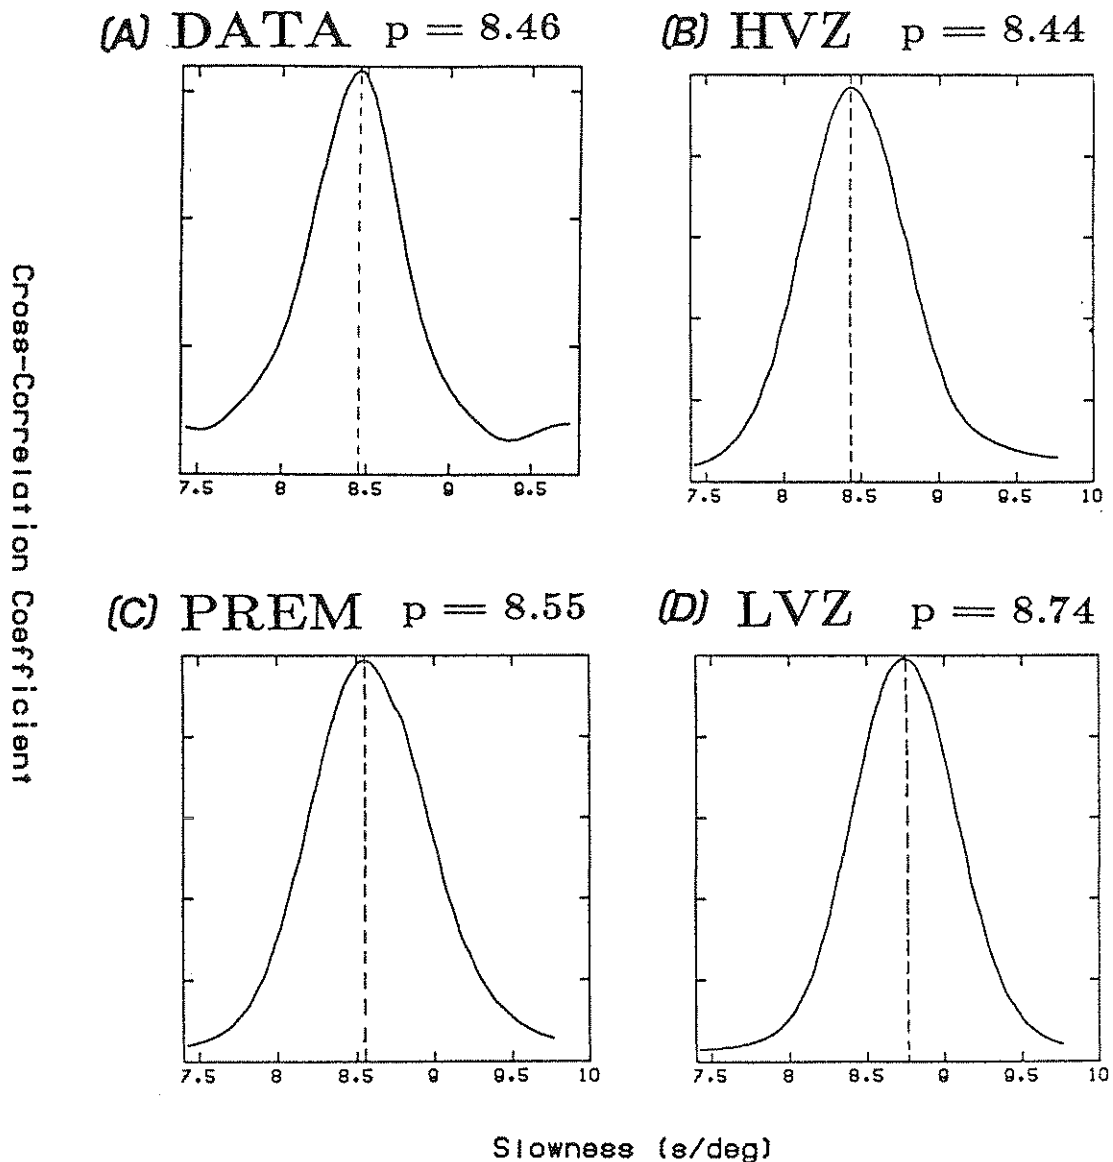 (A) DATA p = 8.46
(B) HVZ p = 8.44
7.5 8 8.5 9 9.5
7.5 8 8.5 9 9.5 10
Cross-Correlation Coefficient
(C) PREM p = 8.55
(D) LVZ p = 8.74
7.5 8 8.5 9 9.5 10
7.5 8 8.5 9 9.5 10
Slowness (s/deg)